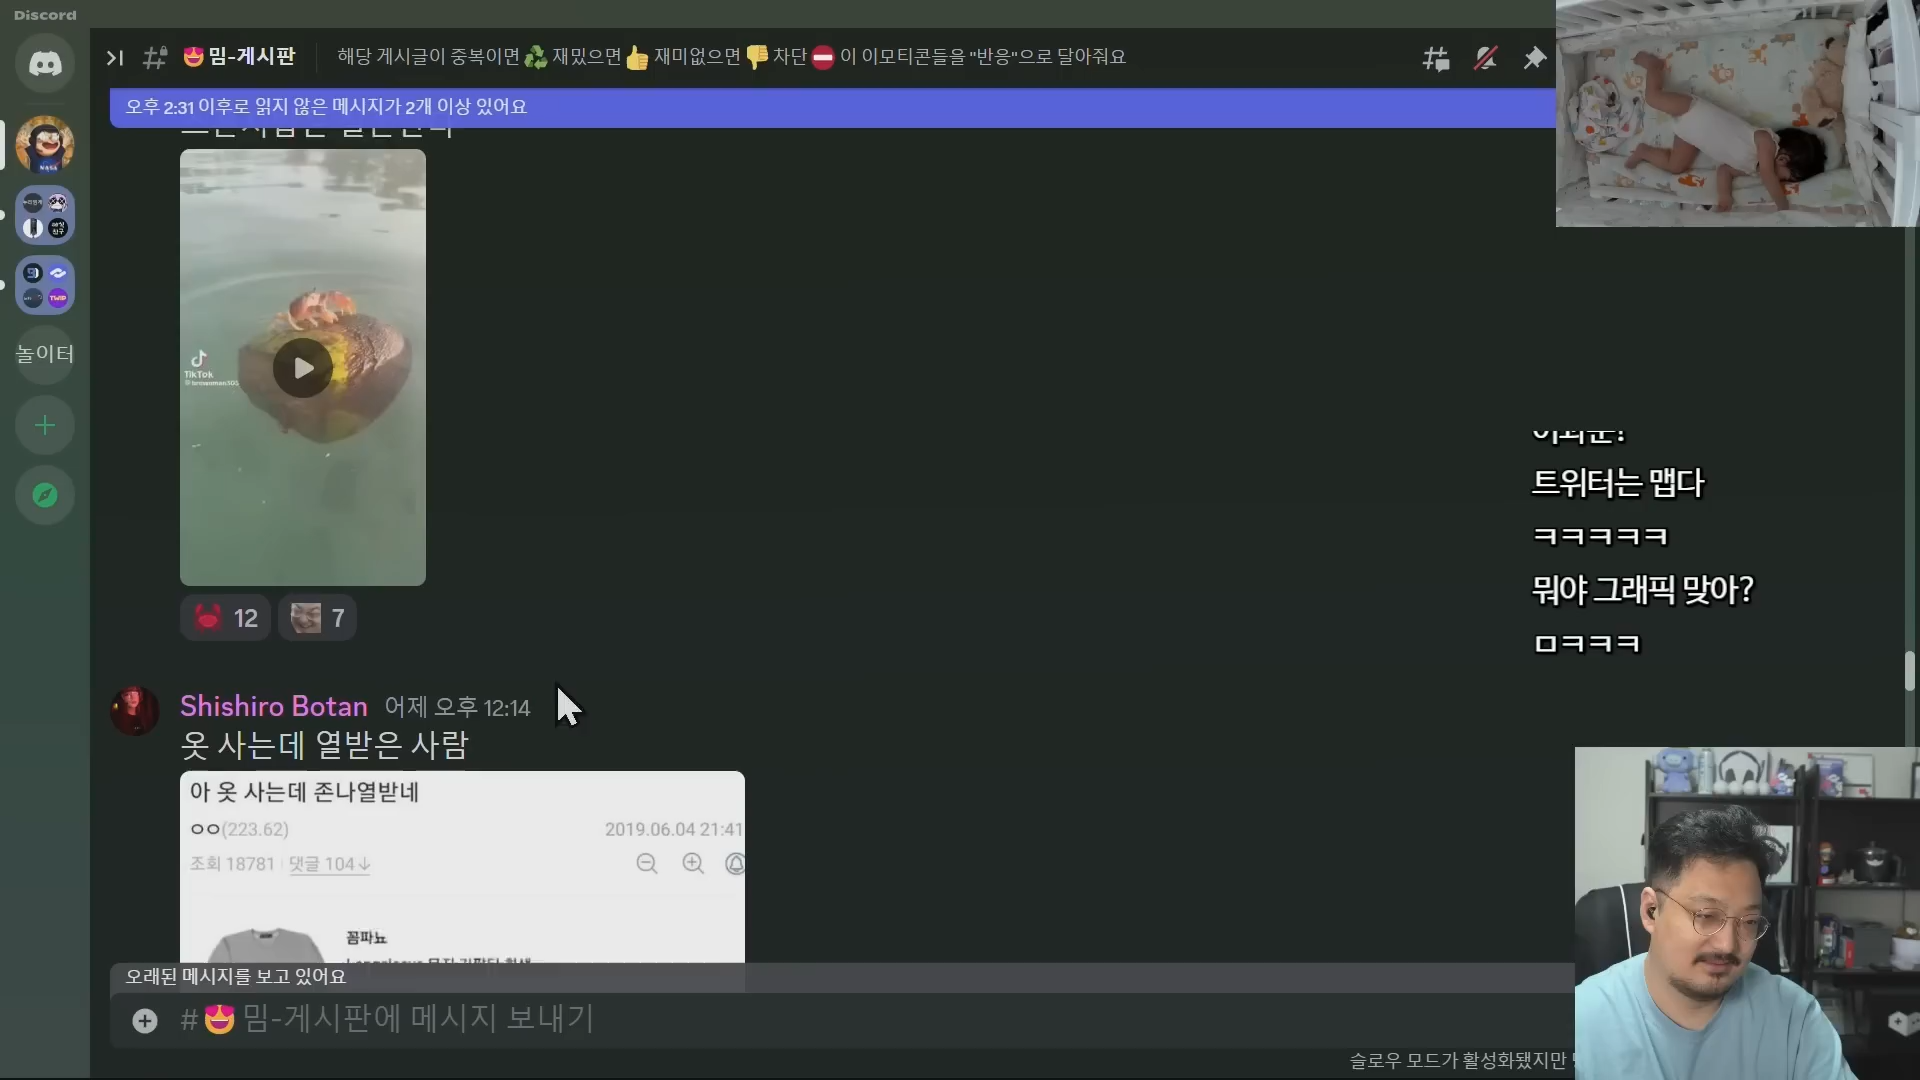 Discord
밈-게시판
해당 게시글이 중복이면 재밌으면 재미없으면 차단 이 이모티콘들을 "반응"으로 달아줘요
오후 2:31 이후로 읽지 않은 메시지가 2개 이상 있어요
NASA
TWIP
놀이터
TikTok
12
7
트위터는 맵다
ㅋㅋㅋㅋㅋ
뭐야 그래픽 맞아?
ㅁㅋㅋㅋ
Shishiro Botan 어제 오후 12:14
옷 사는데 열받은 사람
아 옷 사는데 존나열받네
ㅇㅇ(223.62)
2019.06.04 21:41
조회 18781 댓글 104↓
꼼파뇨
오래된 메시지를 보고 있어요
#밈-게시판에 메시지 보내기
슬로우 모드가 활성화됐지만